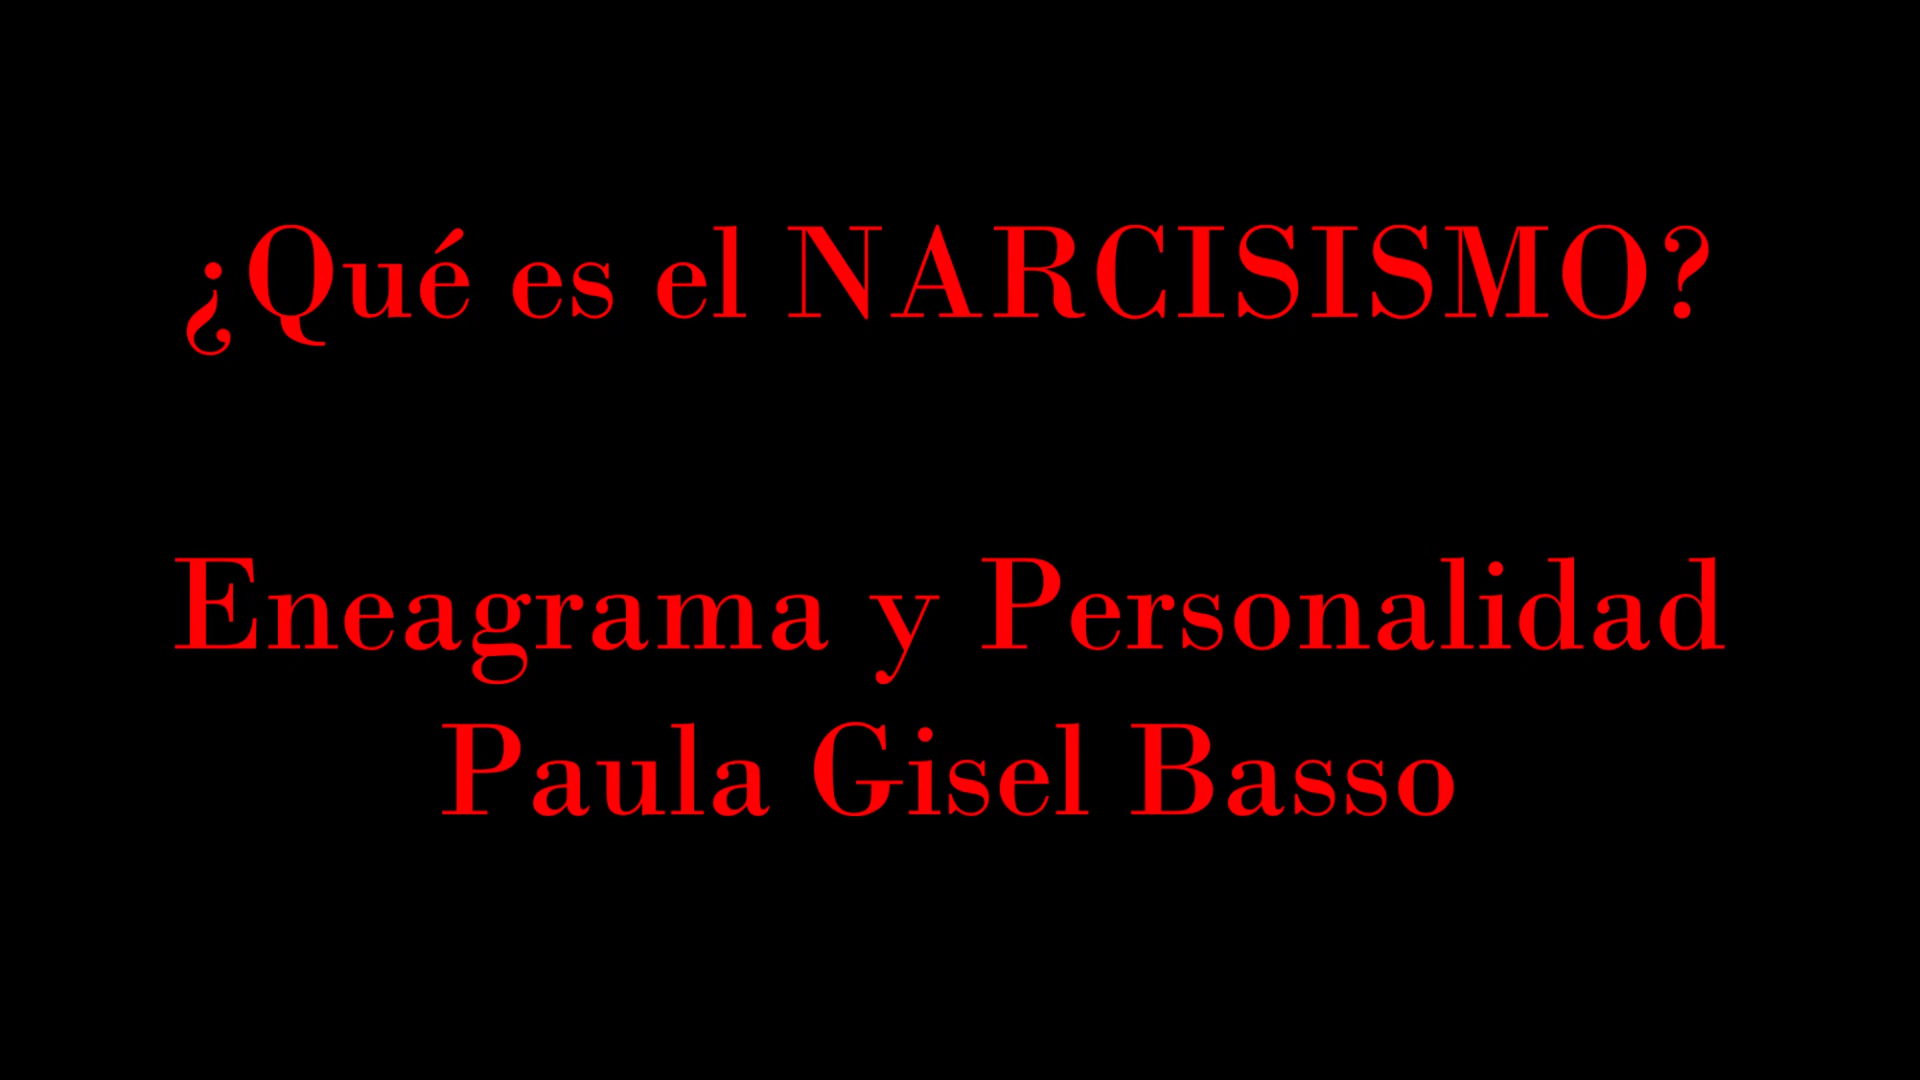 ¿Qué es el NARCISISMO?
Eneagrama y Personalidad
Paula Gisel Basso